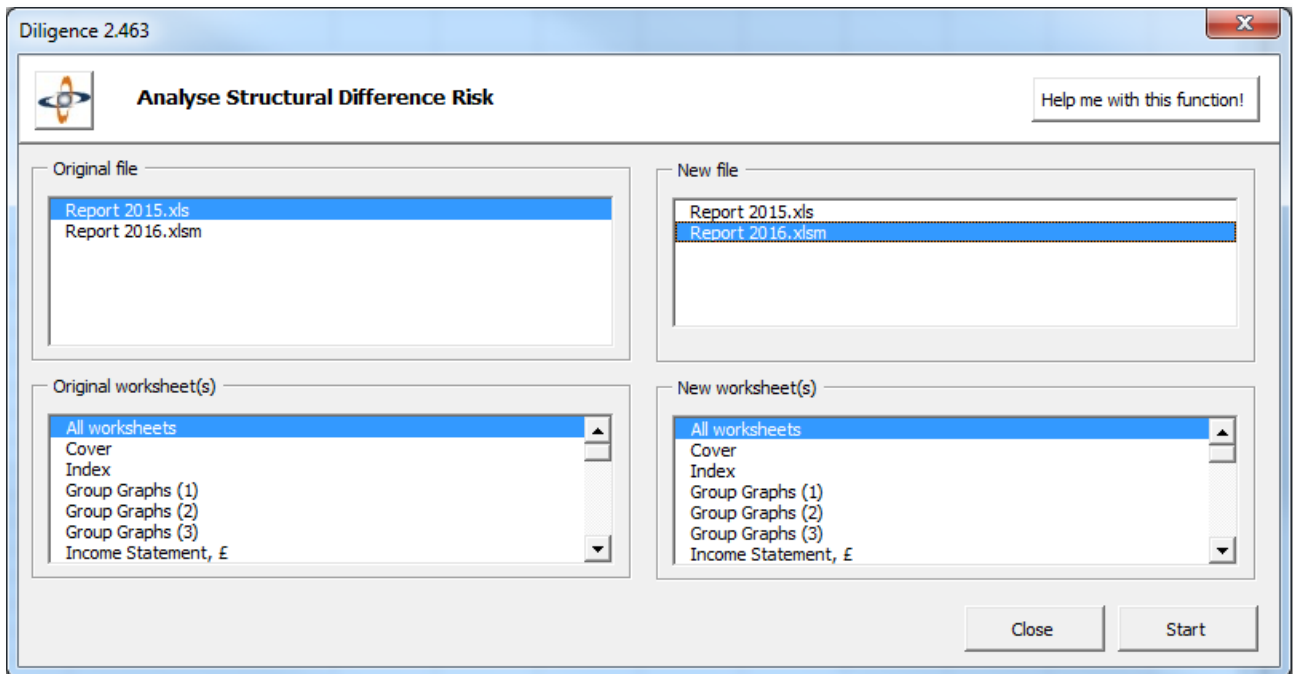 Diligence 2.463
Analyse Structural Difference Risk
Help me with this function!
Original file
Report 2015.xls
Report 2016.xlsm
New file
Report 2015.xls
Report 2016.xlsm
Original worksheet(s)
All worksheets
Cover
Index
Group Graphs (1)
Group Graphs (2)
Group Graphs (3)
Income Statement, £
New worksheet(s)
All worksheets
Cover
Index
Group Graphs (1)
Group Graphs (2)
Group Graphs (3)
Income Statement, £
Close
Start